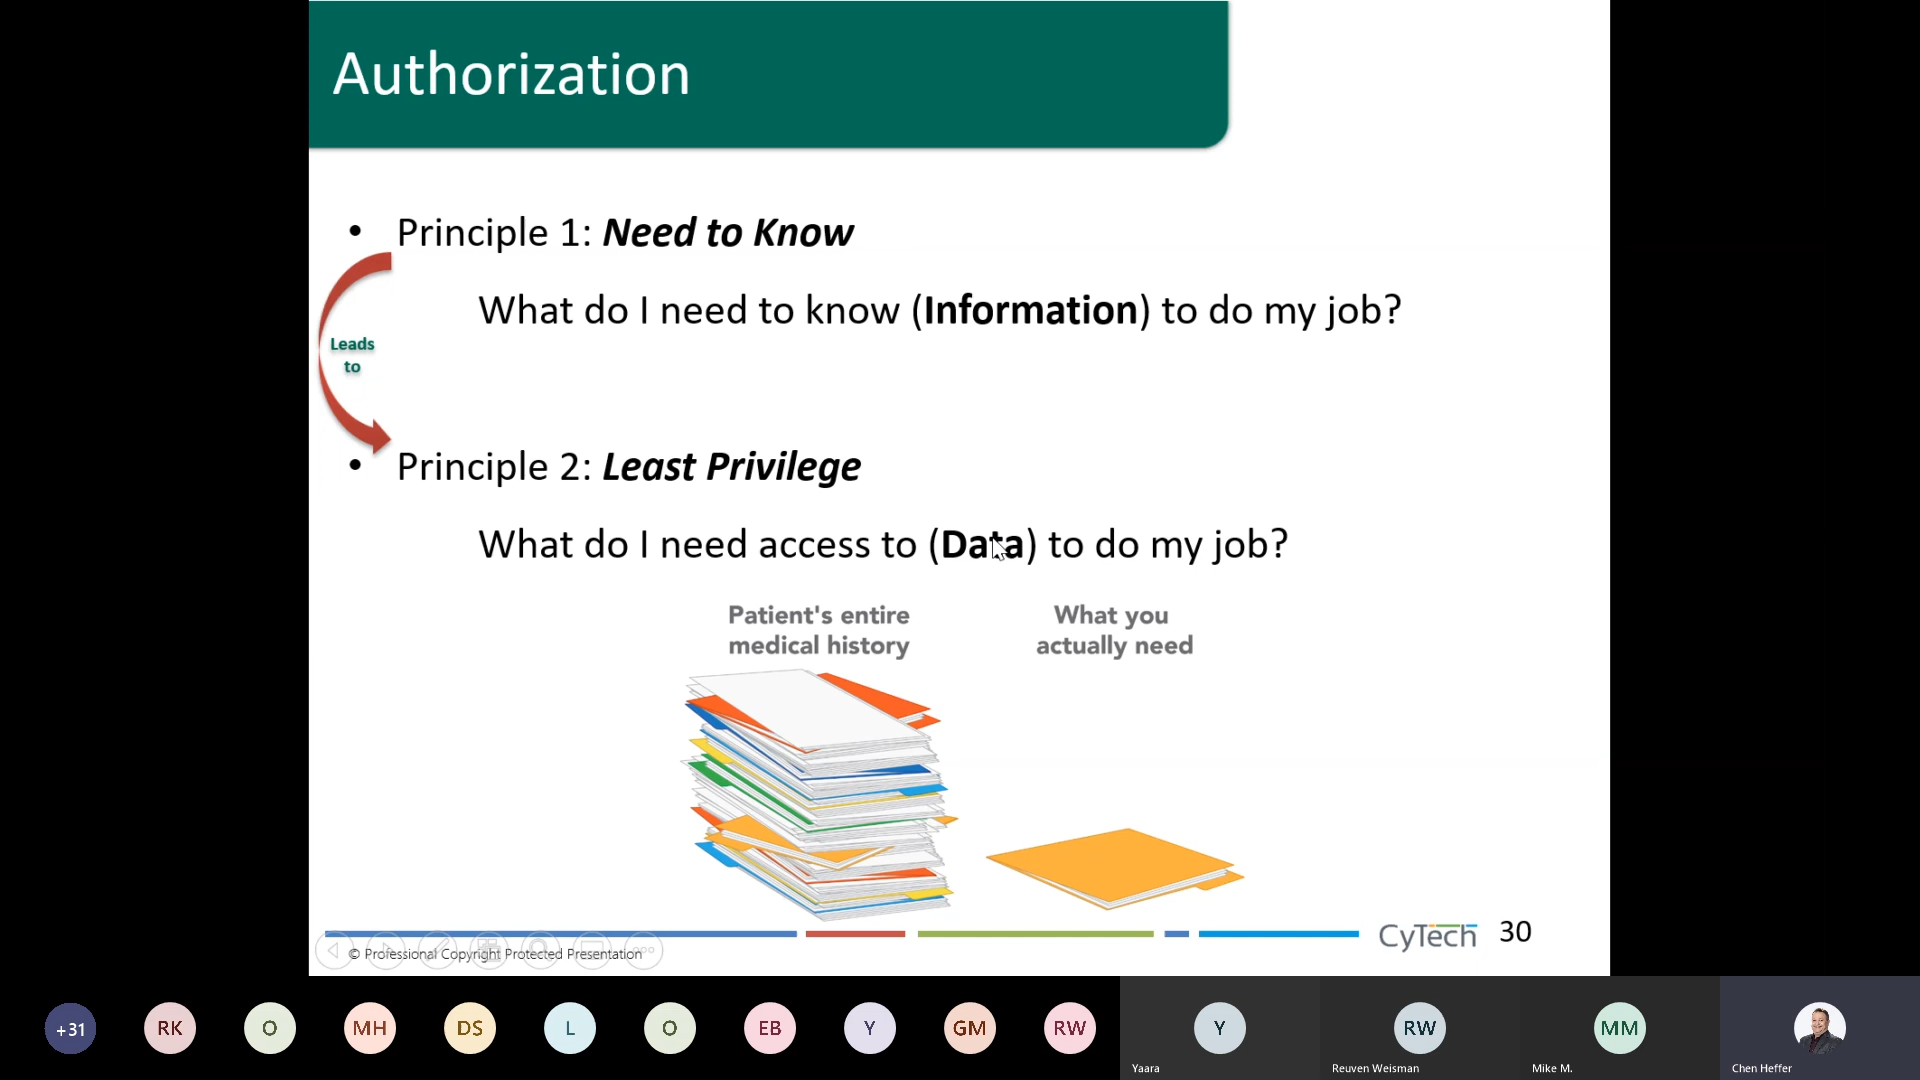 Authorization
• Principle 1: Need to Know
What do I need to know (Information) to do my job?
Leads
to
• Principle 2: Least Privilege
What do I need access to (Data) to do my job?
Patient's entire
medical history
What you
actually need
CyTech 30
© Professional Copyright Protected Presentation
+31 RK O MH DS L O EB Y GM RW Y RW MM
Yaara Reuven Weisman Mike M. Chen Heffer